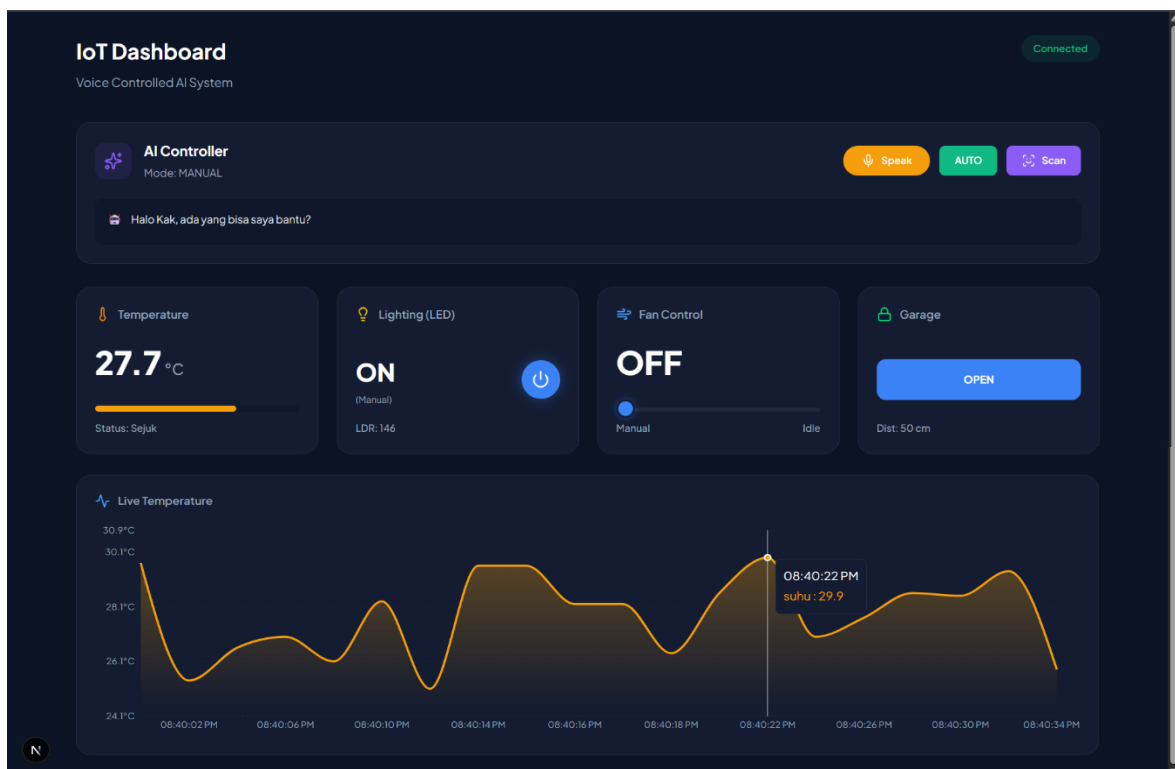 IoT Dashboard
Connected
Voice Controlled AI System
AI Controller
Mode: MANUAL
Speak
AUTO
Scan
Halo Kak, ada yang bisa saya bantu?
Temperature
27.7 °C
Status: Sejuk
Lighting (LED)
ON
(Manual)
LDR: 146
Fan Control
OFF
Manual
Idle
Garage
OPEN
Dist: 50 cm
Live Temperature
30.9°C
30.1°C
28.1°C
26.1°C
24.1°C
08:40:22 PM
suhu : 29.9
08:40:02 PM
08:40:06 PM
08:40:10 PM
08:40:14 PM
08:40:16 PM
08:40:18 PM
08:40:22 PM
08:40:26 PM
08:40:30 PM
08:40:34 PM
N